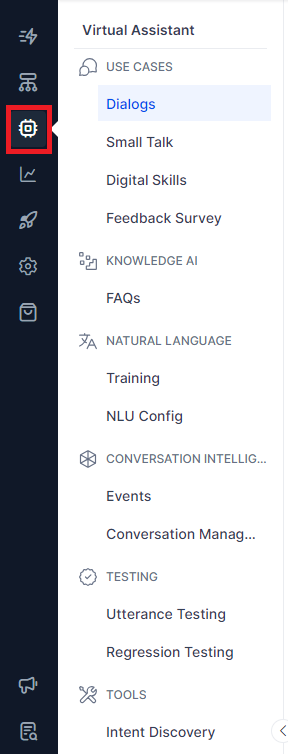 Virtual Assistant
USE CASES
Dialogs
Small Talk
Digital Skills
Feedback Survey
KNOWLEDGE AI
FAQs
NATURAL LANGUAGE
Training
NLU Config
CONVERSATION INTELLIG...
Events
Conversation Manag...
TESTING
Utterance Testing
Regression Testing
TOOLS
Intent Discovery